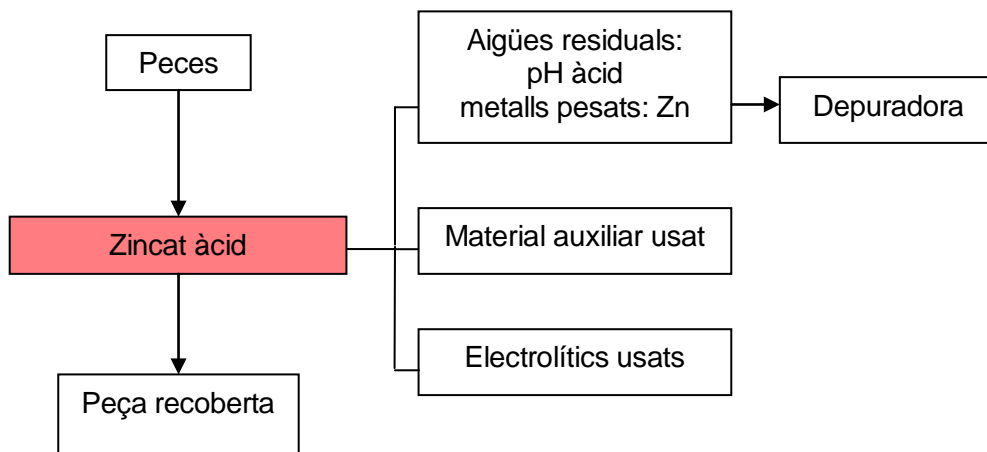 Peces
Aigües residuals:
pH àcid
metalls pesats: Zn
Depuradora
Zincat àcid
Material auxiliar usat
Electrolítics usats
Peça recoberta